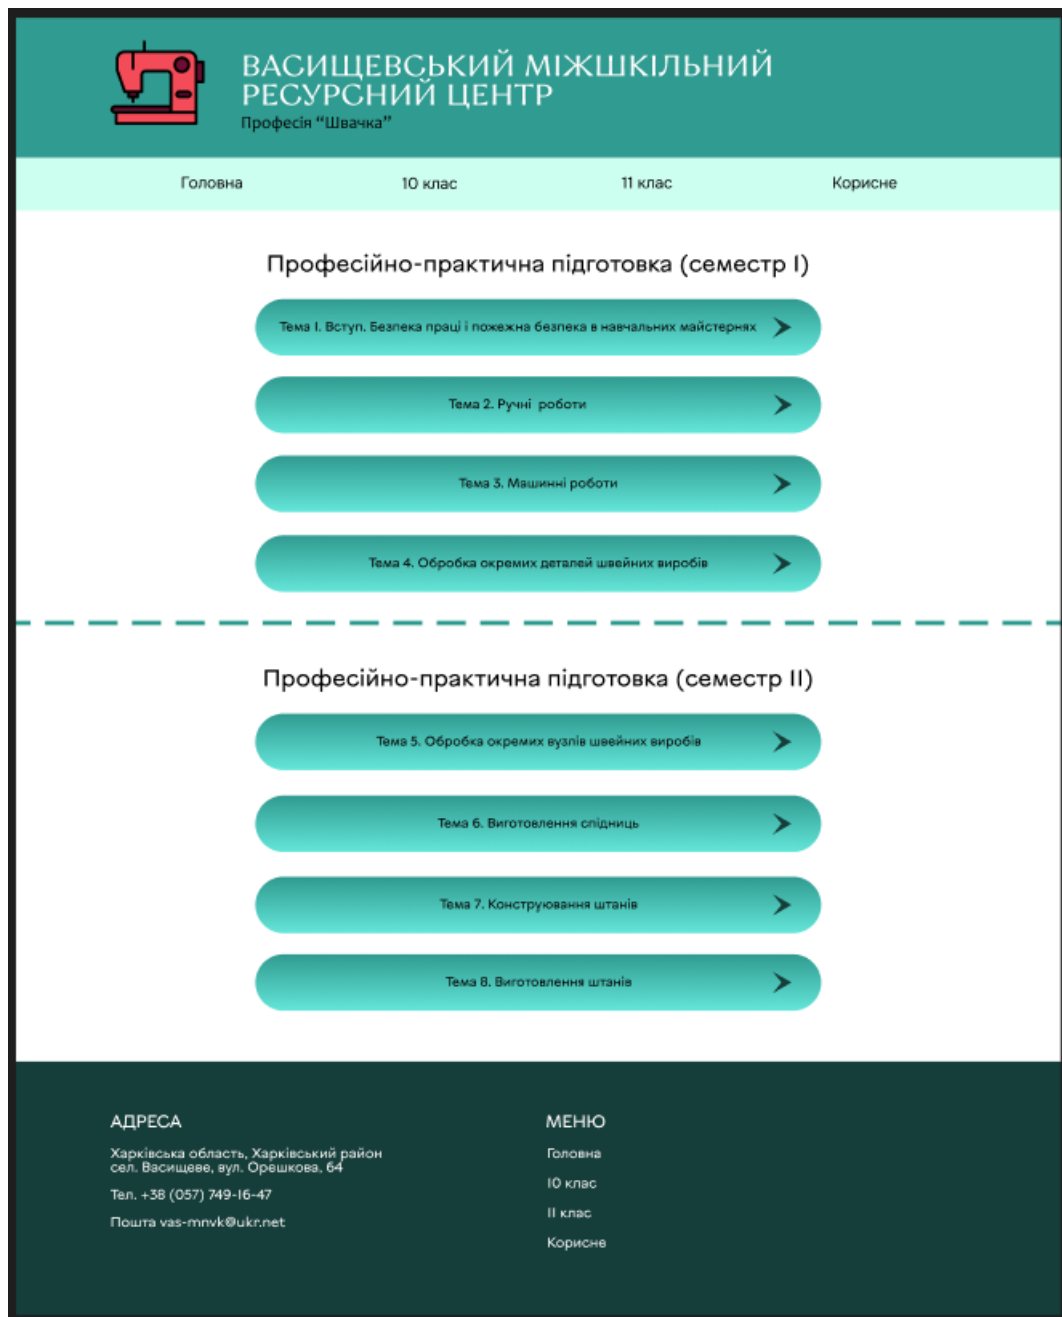 ВАСИЩЕВСЬКИЙ МІЖШКІЛЬНИЙ
РЕСУРСНИЙ ЦЕНТР
Професія “Швачка”
Головна
10 клас
11 клас
Корисне
Професійно-практична підготовка (семестр І)
Тема 1. Вступ. Безпека праці і пожежна безпека в навчальних майстернях
Тема 2. Ручні роботи
Тема 3. Машинні роботи
Тема 4. Обробка окремих деталей швейних виробів
Професійно-практична підготовка (семестр ІІ)
Тема 5. Обробка окремих вузлів швейних виробів
Тема 6. Виготовлення спідниць
Тема 7. Конструювання штанів
Тема 8. Виготовлення штанів
АДРЕСА
Харківська область, Харківський район
сел. Васищеве, вул. Орешкова, 64
Тел. +38 (057) 749-16-47
Пошта vas-mnvk@ukr.net
МЕНЮ
Головна
10 клас
11 клас
Корисне